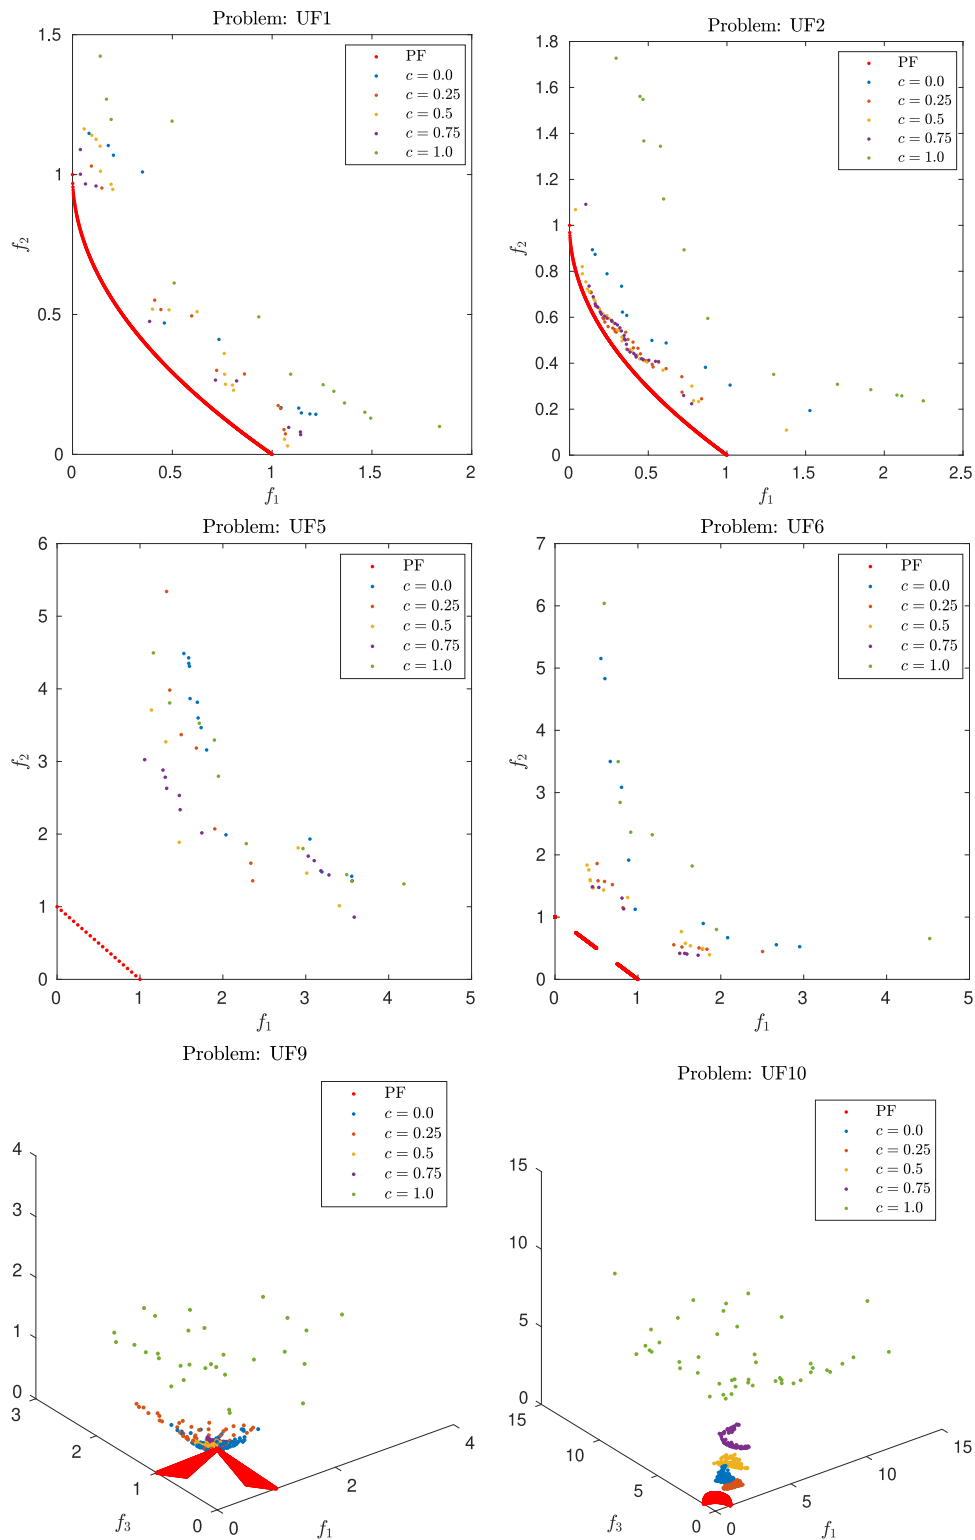 Problem: UF1
1.5
1
0.5
0
f2
0
0.5
1
1.5
2
f1
PF
c = 0.0
c = 0.25
c = 0.5
c = 0.75
c = 1.0
Problem: UF2
1.8
1.6
1.4
1.2
1
0.8
0.6
0.4
0.2
0
f2
0
0.5
1
1.5
2
2.5
f1
PF
c = 0.0
c = 0.25
c = 0.5
c = 0.75
c = 1.0
Problem: UF5
6
5
4
3
2
1
0
f2
0
1
2
3
4
5
f1
PF
c = 0.0
c = 0.25
c = 0.5
c = 0.75
c = 1.0
Problem: UF6
7
6
5
4
3
2
1
0
f2
0
1
2
3
4
5
f1
PF
c = 0.0
c = 0.25
c = 0.5
c = 0.75
c = 1.0
Problem: UF9
PF
c = 0.0
c = 0.25
c = 0.5
c = 0.75
c = 1.0
4
3
2
1
0
3
2
1
0
f3
0
2
4
f1
Problem: UF10
PF
c = 0.0
c = 0.25
c = 0.5
c = 0.75
c = 1.0
15
10
5
0
15
10
5
0
f3
0
5
10
15
f1